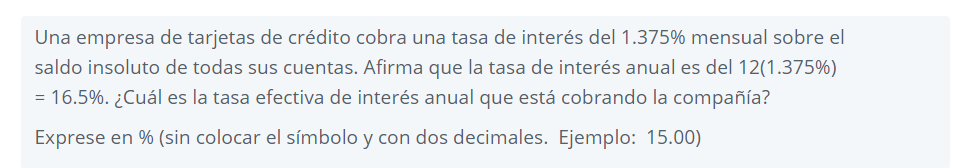 Una empresa de tarjetas de crédito cobra una tasa de interés del 1.375% mensual sobre el
saldo insoluto de todas sus cuentas. Afirma que la tasa de interés anual es del 12(1.375%)
= 16.5%. ¿Cuál es la tasa efectiva de interés anual que está cobrando la compañía?
Exprese en % (sin colocar el símbolo y con dos decimales.  Ejemplo:  15.00)